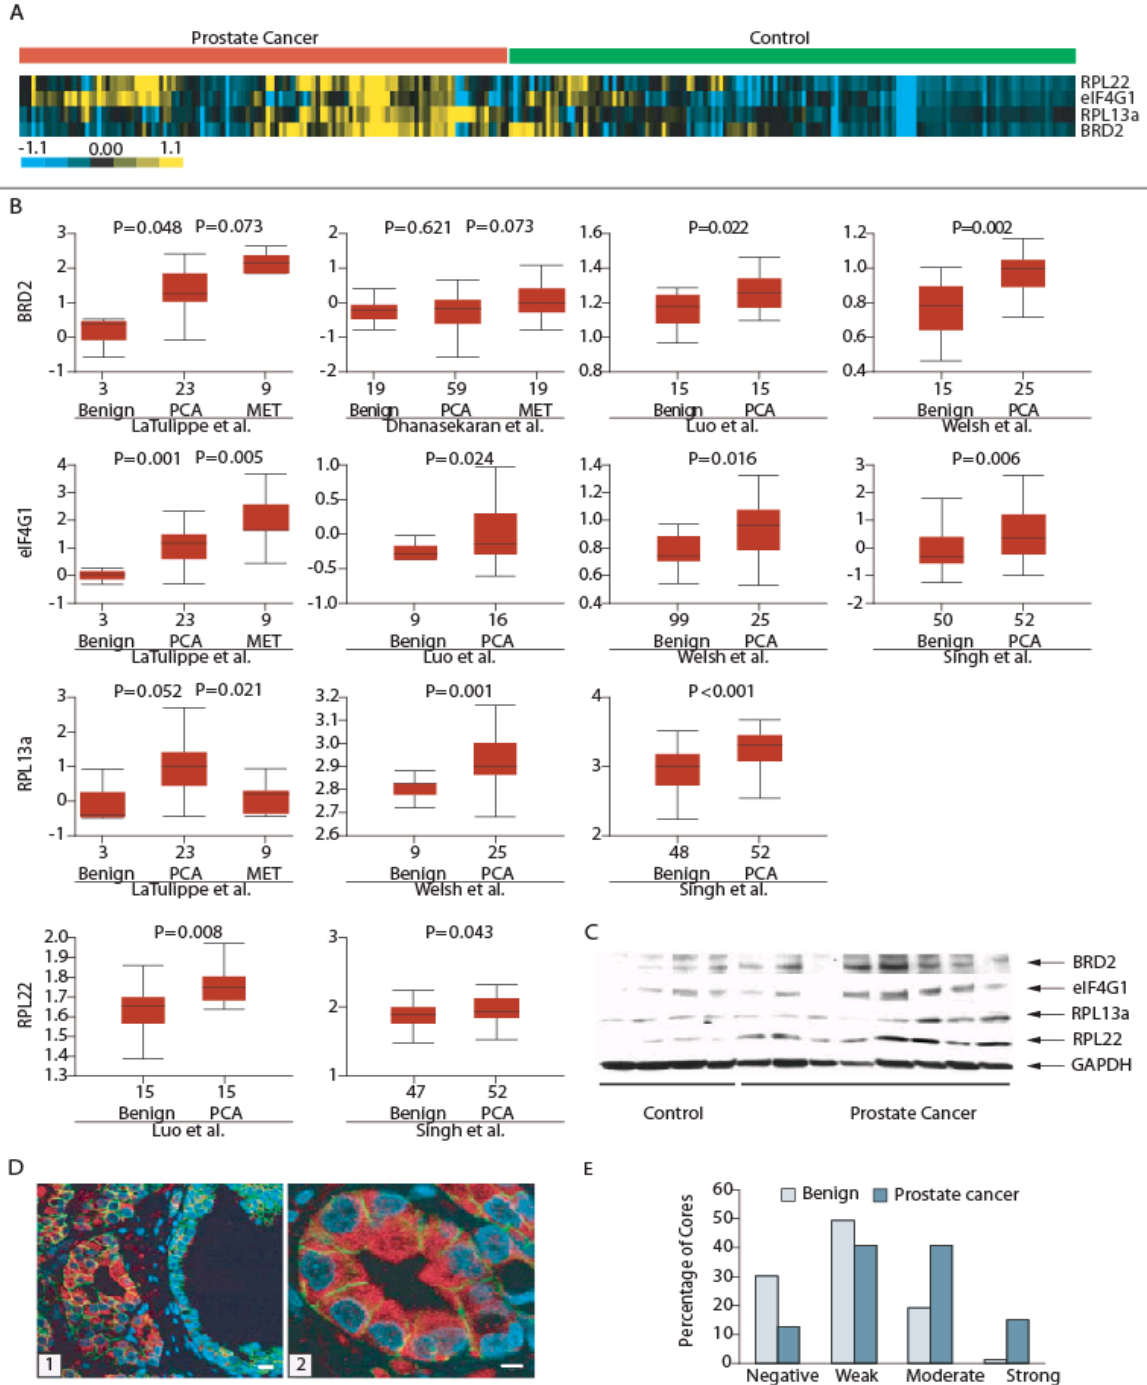 A
Prostate Cancer Control
RPL22
eIF4G1
RPL13a
BRD2
-1.1 0.00 1.1
B
P=0.048 P=0.073
BRD2
3
2
1
0
-1
3 23 9
Benign PCA MET
LaTulippe et al.
P=0.621 P=0.073
2
1
0
-1
-2
19 59 19
Benign PCA MET
Dhanasekaran et al.
P=0.022
1.6
1.4
1.2
1.0
0.8
15 15
Benign PCA
Luo et al.
P=0.002
1.2
1.0
0.8
0.6
0.4
15 25
Benign PCA
Welsh et al.
P=0.001 P=0.005
eIF4G1
4
3
2
1
0
-1
3 23 9
Benign PCA MET
LaTulippe et al.
P=0.024
1.0
0.5
0.0
-0.5
-1.0
9 16
Benign PCA
Luo et al.
P=0.016
1.4
1.2
1.0
0.8
0.6
0.4
99 25
Benign PCA
Welsh et al.
P=0.006
3
2
1
0
-1
-2
50 52
Benign PCA
Singh et al.
P=0.052 P=0.021
RPL13a
3
2
1
0
-1
3 23 9
Benign PCA MET
LaTulippe et al.
P=0.001
3.2
3.1
3.0
2.9
2.8
2.7
2.6
9 25
Benign PCA
Welsh et al.
P<0.001
4
3
2
48 52
Benign PCA
Singh et al.
P=0.008
RPL22
2.0
1.9
1.8
1.7
1.6
1.5
1.4
1.3
15 15
Benign PCA
Luo et al.
P=0.043
3
2
1
47 52
Benign PCA
Singh et al.
C
BRD2
eIF4G1
RPL13a
RPL22
GAPDH
Control Prostate Cancer
D
1
2
E
Benign Prostate cancer
Percentage of Cores
60
50
40
30
20
10
0
Negative Weak Moderate Strong